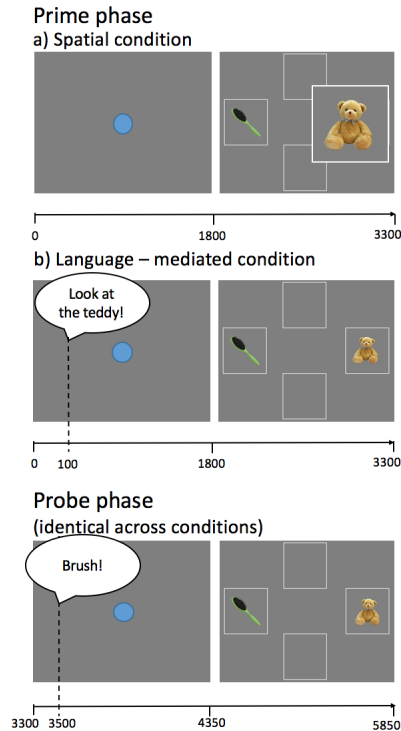 Prime phase
a) Spatial condition
0 1800 3300
b) Language – mediated condition
Look at
the teddy!
0 100 1800 3300
Probe phase
(identical across conditions)
Brush!
3300 3500 4350 5850